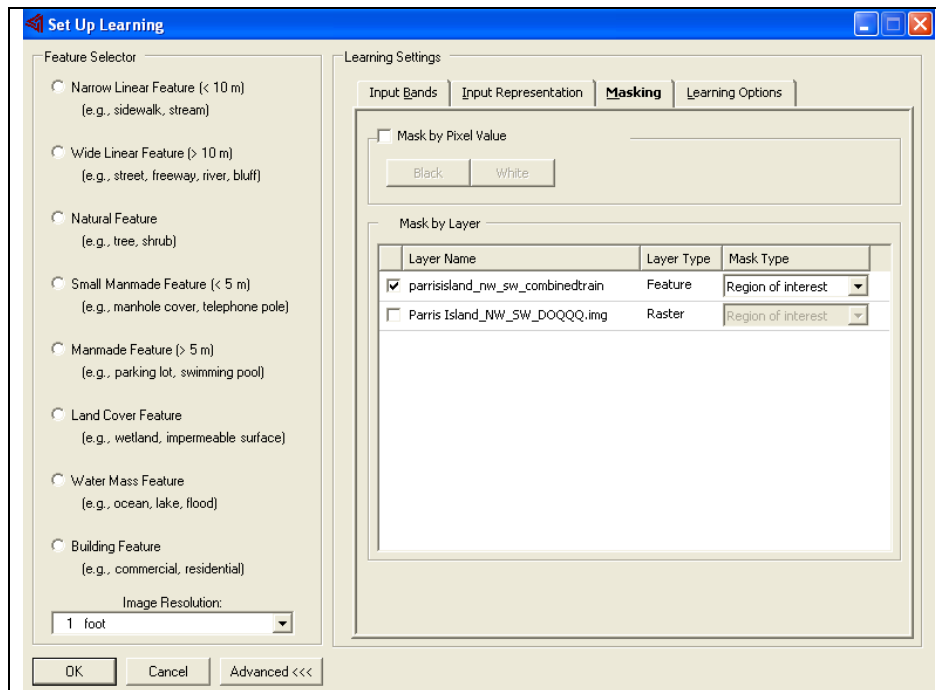 Set Up Learning
Feature Selector
Narrow Linear Feature (< 10 m)
(e.g., sidewalk, stream)
Wide Linear Feature (> 10 m)
(e.g., street, freeway, river, bluff)
Natural Feature
(e.g., tree, shrub)
Small Manmade Feature (< 5 m)
(e.g., manhole cover, telephone pole)
Manmade Feature (> 5 m)
(e.g., parking lot, swimming pool)
Land Cover Feature
(e.g., wetland, impermeable surface)
Water Mass Feature
(e.g., ocean, lake, flood)
Building Feature
(e.g., commercial, residential)
Image Resolution:
1 foot
Learning Settings
Input Bands Input Representation Masking Learning Options
Mask by Pixel Value
Black White
Mask by Layer
Layer Name Layer Type Mask Type
parrisisland_nw_sw_combinedtrain Feature Region of interest
Parris Island_NW_SW_DOQQQ.img Raster Region of interest
OK Cancel Advanced <<<